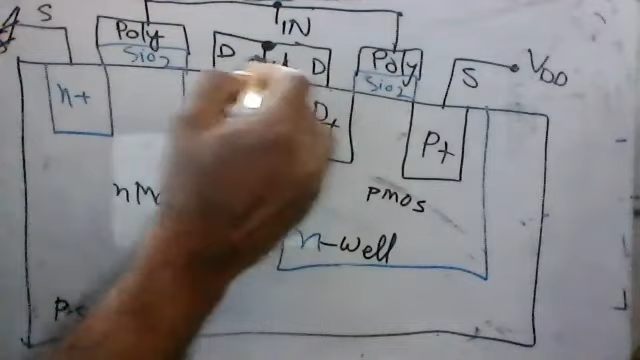 S
IN
Poly
SiO2
D
D
Poly
SiO2
S
VDD
n+
P+
pmos
n-well